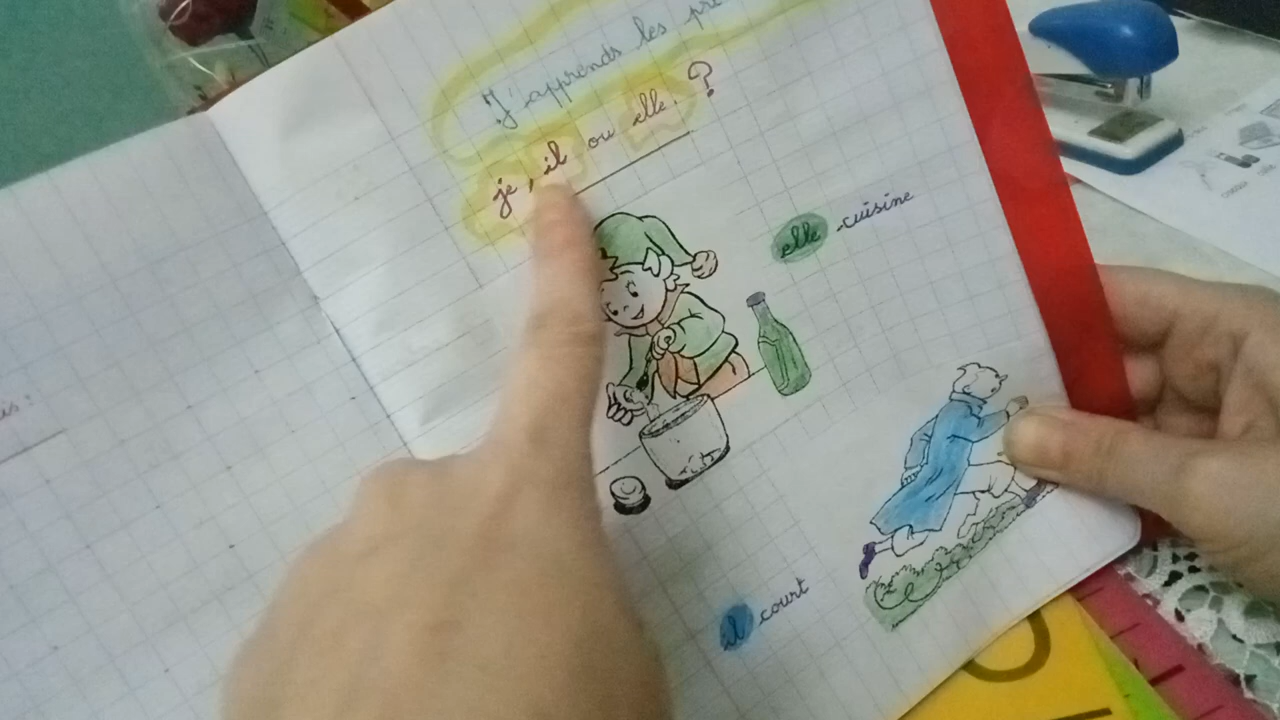 J'apprends les
je, il ou elle ?
elle cuisine
il court